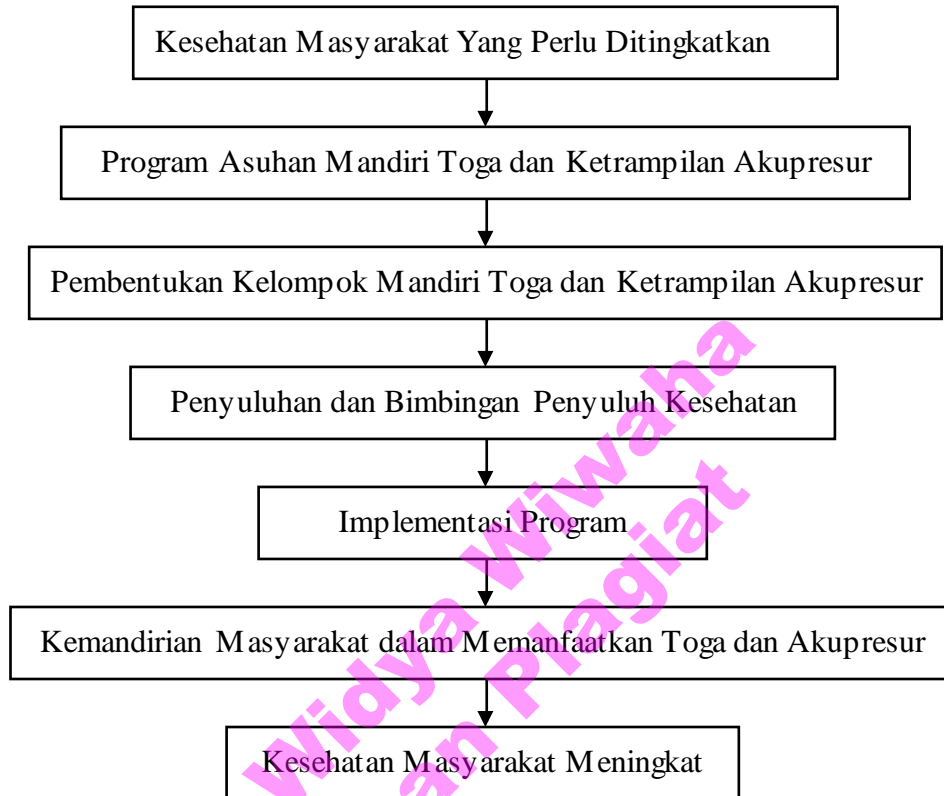 Kesehatan Masyarakat Yang Perlu Ditingkatkan
Program Asuhan Mandiri Toga dan Ketrampilan Akupresur
Pembentukan Kelompok Mandiri Toga dan Ketrampilan Akupresur
Penyuluhan dan Bimbingan Penyuluh Kesehatan
Implementasi Program
Kemandirian Masyarakat dalam Memanfaatkan Toga dan Akupresur
Kesehatan Masyarakat Meningkat
Widya Wiwaha
Plagiat